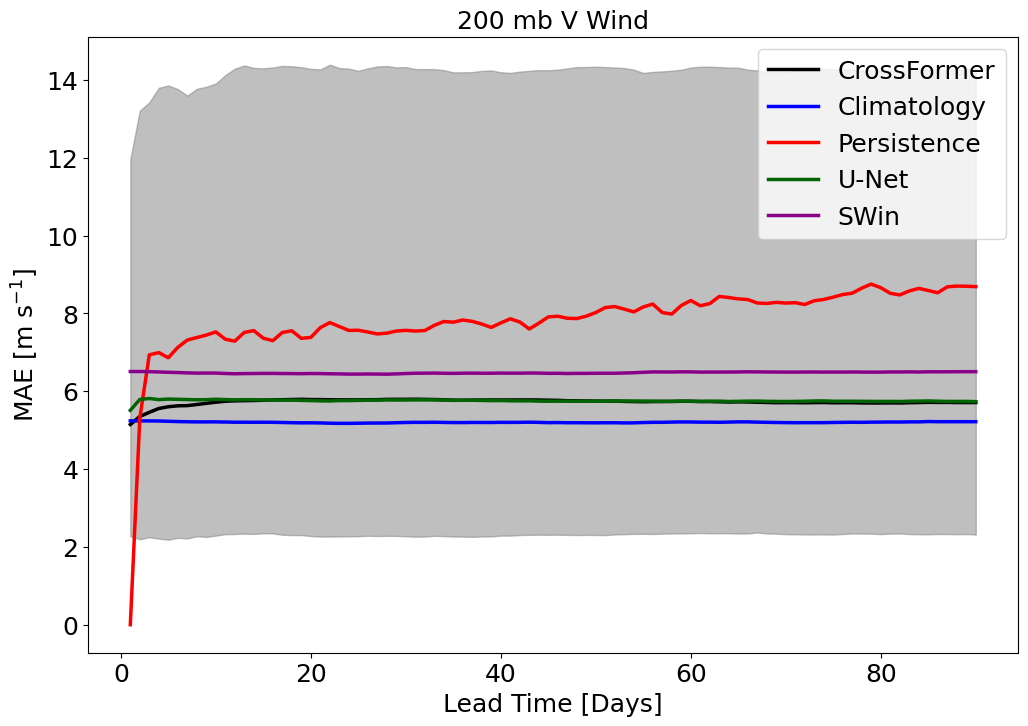 200 mb V Wind
CrossFormer
Climatology
Persistence
U-Net
SWin
MAE [m s⁻¹]
14
12
10
8
6
4
2
0
0 20 40 60 80
Lead Time [Days]